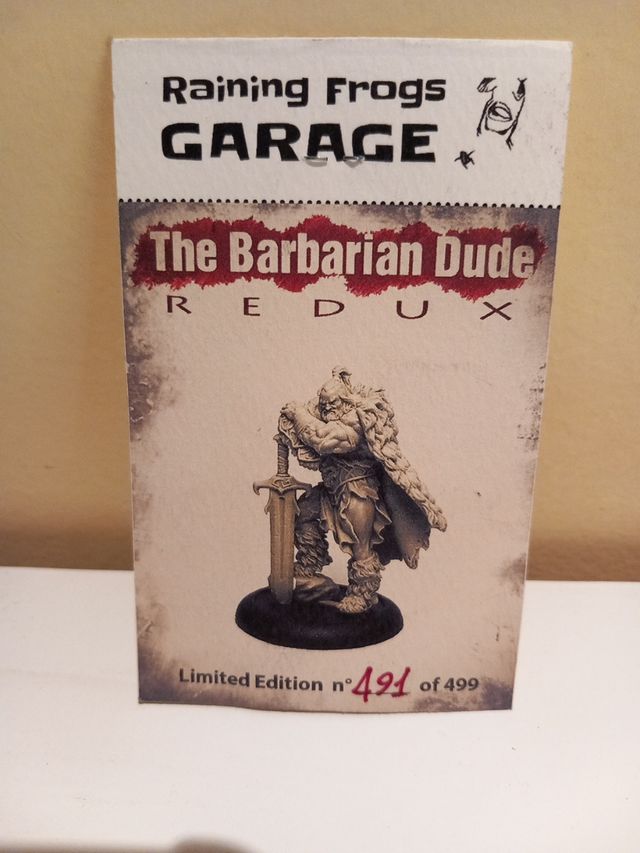 Raining Frogs
GARAGE
The Barbarian Dude
REDUX
Limited Edition n° 491 of 499